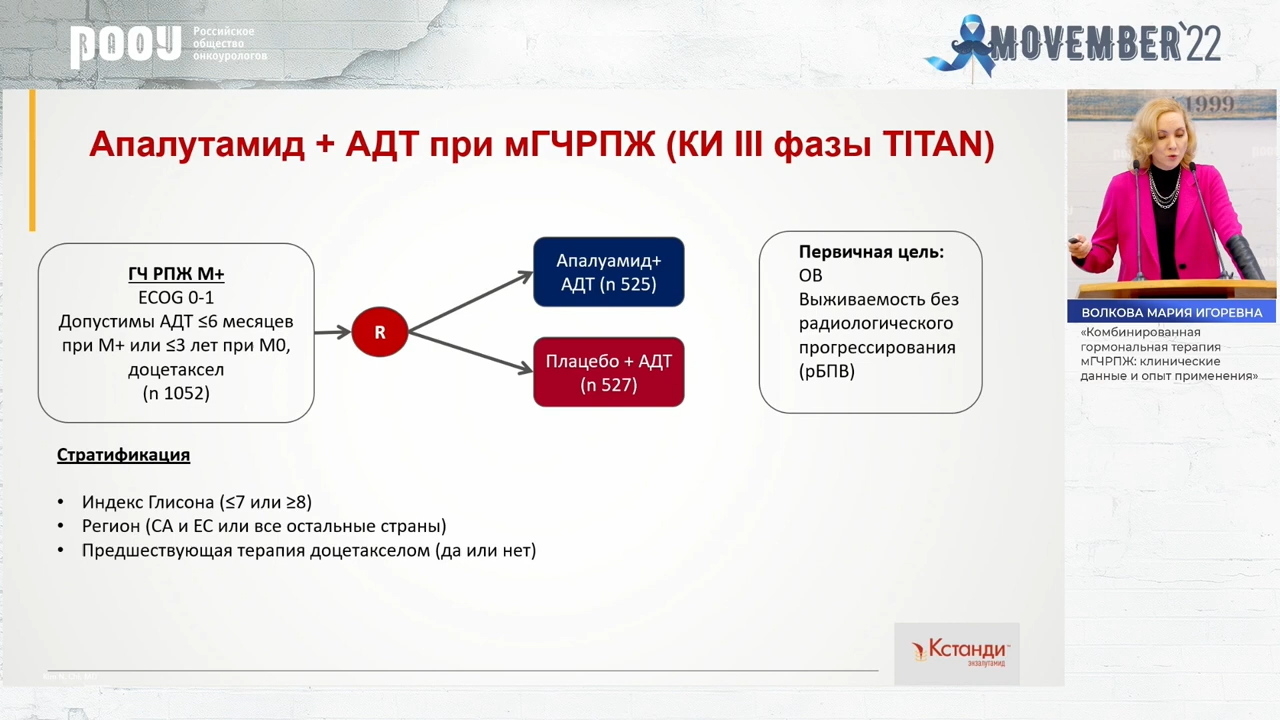 РООУ
Российское
общество
онкоурологов
MOVEMBER'22
Апалутамид + АДТ при мГЧРПЖ (КИ III фазы TITAN)
ГЧ РПЖ М+
ECOG 0-1
Допустимы АДТ ≤6 месяцев
при М+ или ≤3 лет при М0,
доцетаксел
(n 1052)
R
Апалуамид+
АДТ (n 525)
Плацебо + АДТ
(n 527)
Первичная цель:
ОВ
Выживаемость без
радиологического
прогрессирования
(рБПВ)
Стратификация
• Индекс Глисона (≤7 или ≥8)
• Регион (СА и ЕС или все остальные страны)
• Предшествующая терапия доцетакселом (да или нет)
Кстанди™
энзалутамид
1999
ВОЛКОВА МАРИЯ ИГОРЕВНА
«Комбинированная
гормональная терапия
мГЧРПЖ: клинические
данные и опыт применения»